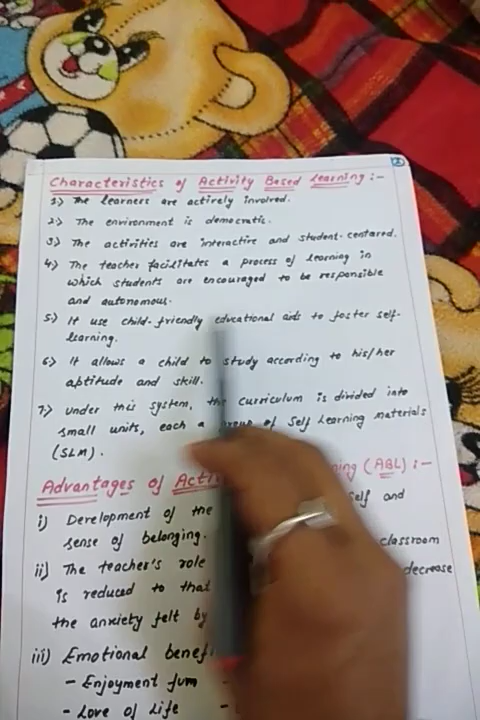 Characteristics of Activity Based Learning :-
1.) The learners are actively involved.
2.) The environment is democratic.
3.) The activities are interactive and student-centared.
4.) The teacher facilitates a process of learning in
which students are encouraged to be responsible
and autonomous.
5.) It use child-friendly educational aids to foster self-
learning.
6.) It allows a child to study according to his/her
aptitude and skill.
7.) Under this system, the curriculum is divided into
small units, each a group of Self Learning materials
(SLM).
Advantages of (ABL) :-
i) Development of the self and
sense of belonging.
ii) The teacher's role classroom
is reduced to that decrease
the anxiety felt by
iii) Emotional
- Enjoyment fum -
- Love of Life -